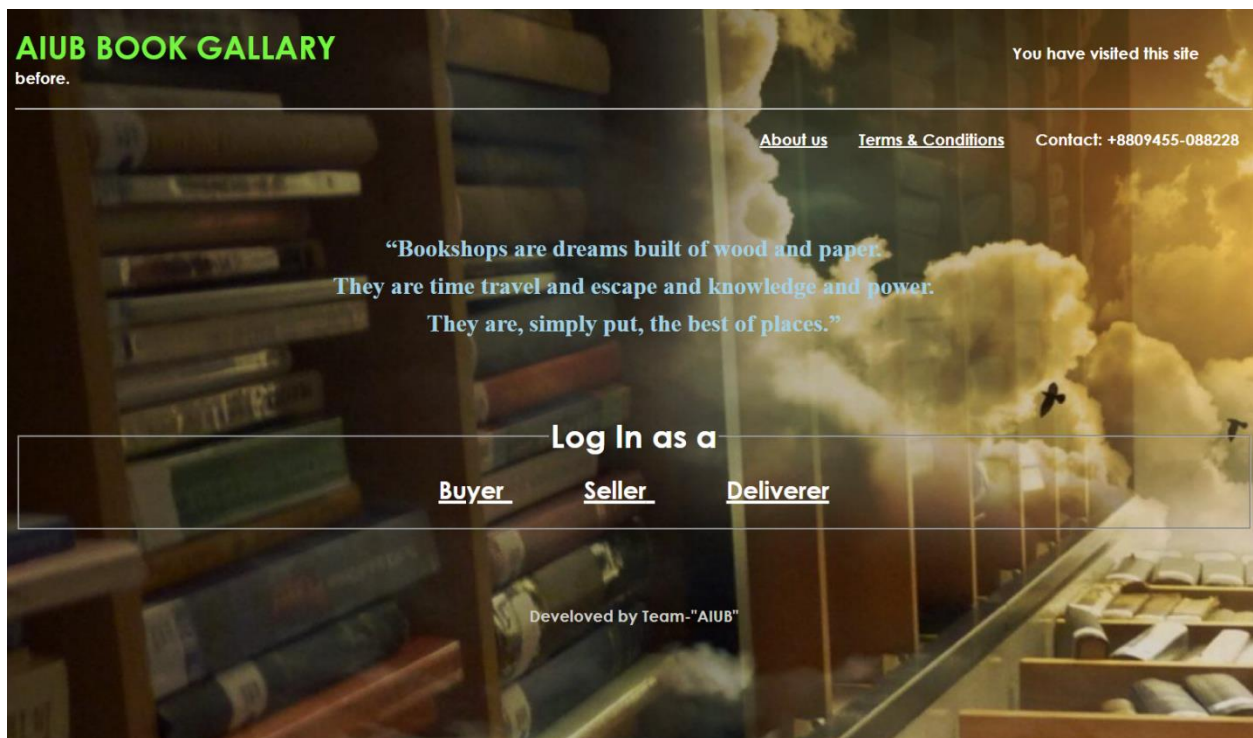 AIUB BOOK GALLARY You have visited this site
before.
About us Terms & Conditions Contact: +8809455-088228
“Bookshops are dreams built of wood and paper.
They are time travel and escape and knowledge and power.
They are, simply put, the best of places.”
Log In as a
Buyer Seller Deliverer
Develoved by Team-"AIUB"